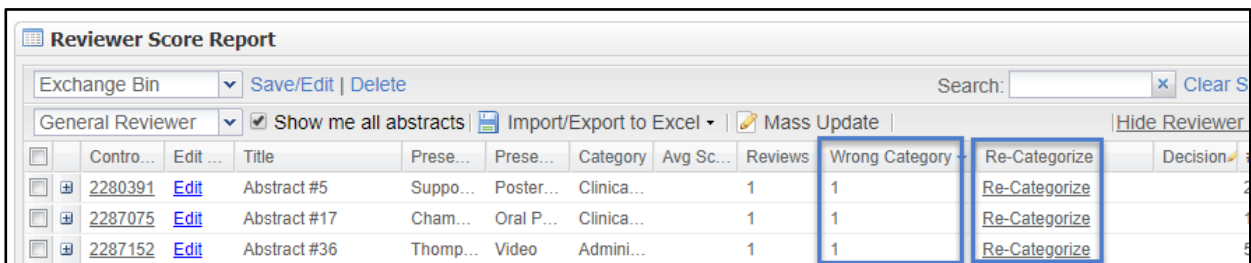 Reviewer Score Report
Exchange Bin Save/Edit | Delete Search: Clear S
General Reviewer Show me all abstracts | Import/Export to Excel | Mass Update | |Hide Reviewer
Contro... Edit ... Title Prese... Prese... Category Avg Sc... Reviews Wrong Category Re-Categorize Decision
2280391 Edit Abstract #5 Suppo... Poster... Clinica... 1 1 Re-Categorize 2
2287075 Edit Abstract #17 Cham... Oral P... Clinica... 1 1 Re-Categorize 1
2287152 Edit Abstract #36 Thomp... Video Admini... 1 1 Re-Categorize 5